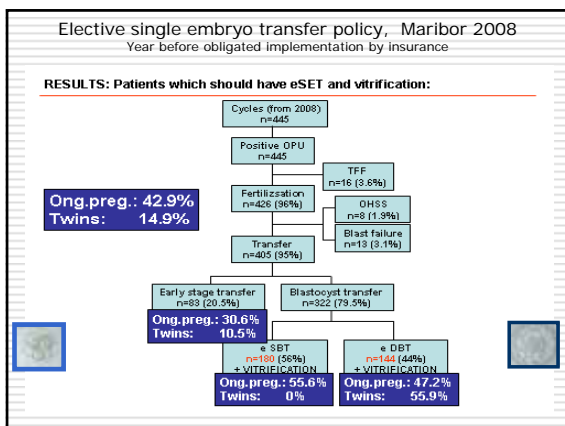 Elective single embryo transfer policy, Maribor 2008
Year before obligated implementation by insurance
RESULTS: Patients which should have eSET and vitrification:
Cycles (from 2008)
n=445
Positive OPU
n=445
TFF
n=16 (3.6%)
Fertilizsation
n=426 (96%)
OHSS
n=8 (1.9%)
Blast failure
n=13 (3.1%)
Ong.preg.: 42.9%
Twins: 14.9%
Transfer
n=405 (95%)
Early stage transfer
n=83 (20.5%)
Ong.preg.: 30.6%
Twins: 10.5%
Blastocyst transfer
n=322 (79.5%)
e SBT
n=180 (56%)
+ VITRIFICATION
Ong.preg.: 55.6%
Twins: 0%
e DBT
n=144 (44%)
+ VITRIFICATION
Ong.preg.: 47.2%
Twins: 55.9%